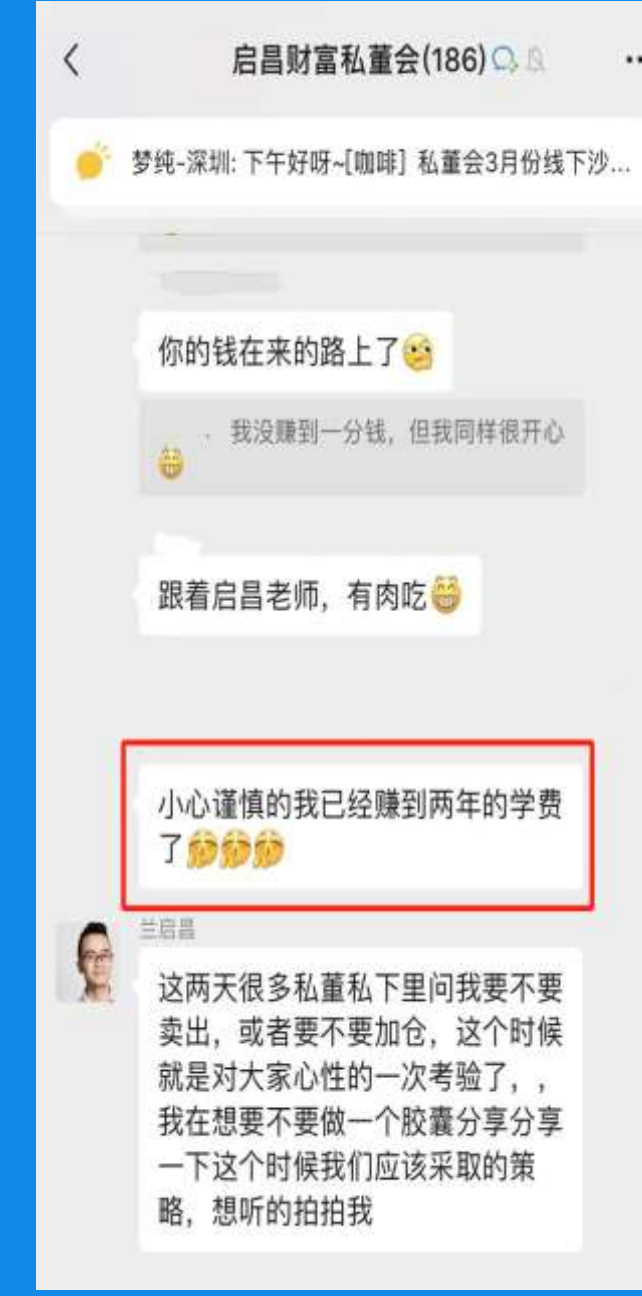 启昌财富私董会(186)
梦纯-深圳: 下午好呀~[咖啡] 私董会3月份线下沙...
你的钱在来的路上了
我没赚到一分钱，但我同样很开心
跟着启昌老师，有肉吃
小心谨慎的我已经赚到两年的学费
了
兰启昌
这两天很多私董私下里问我要不要
卖出，或者要不要加仓，这个时候
就是对大家心性的一次考验了，，
我在想要不要做一个胶囊分享分享
一下这个时候我们应该采取的策
略，想听的拍拍我